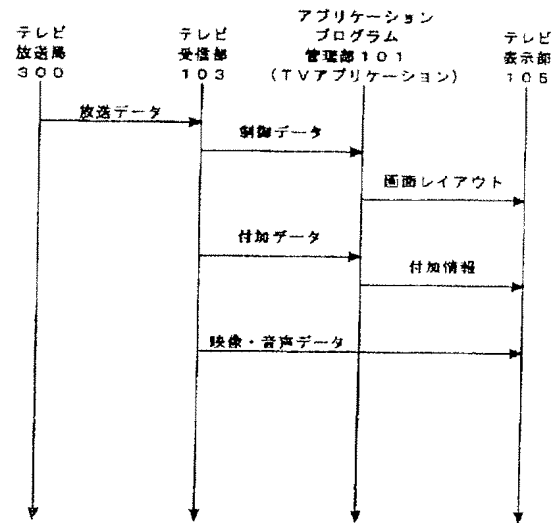 テレビ
放送局
300
テレビ
受信部
103
アプリケーション
プログラム
管理部101
(TVアプリケーション)
テレビ
表示部
105
放送データ
制御データ
画面レイアウト
付加データ
付加情報
映像・音声データ